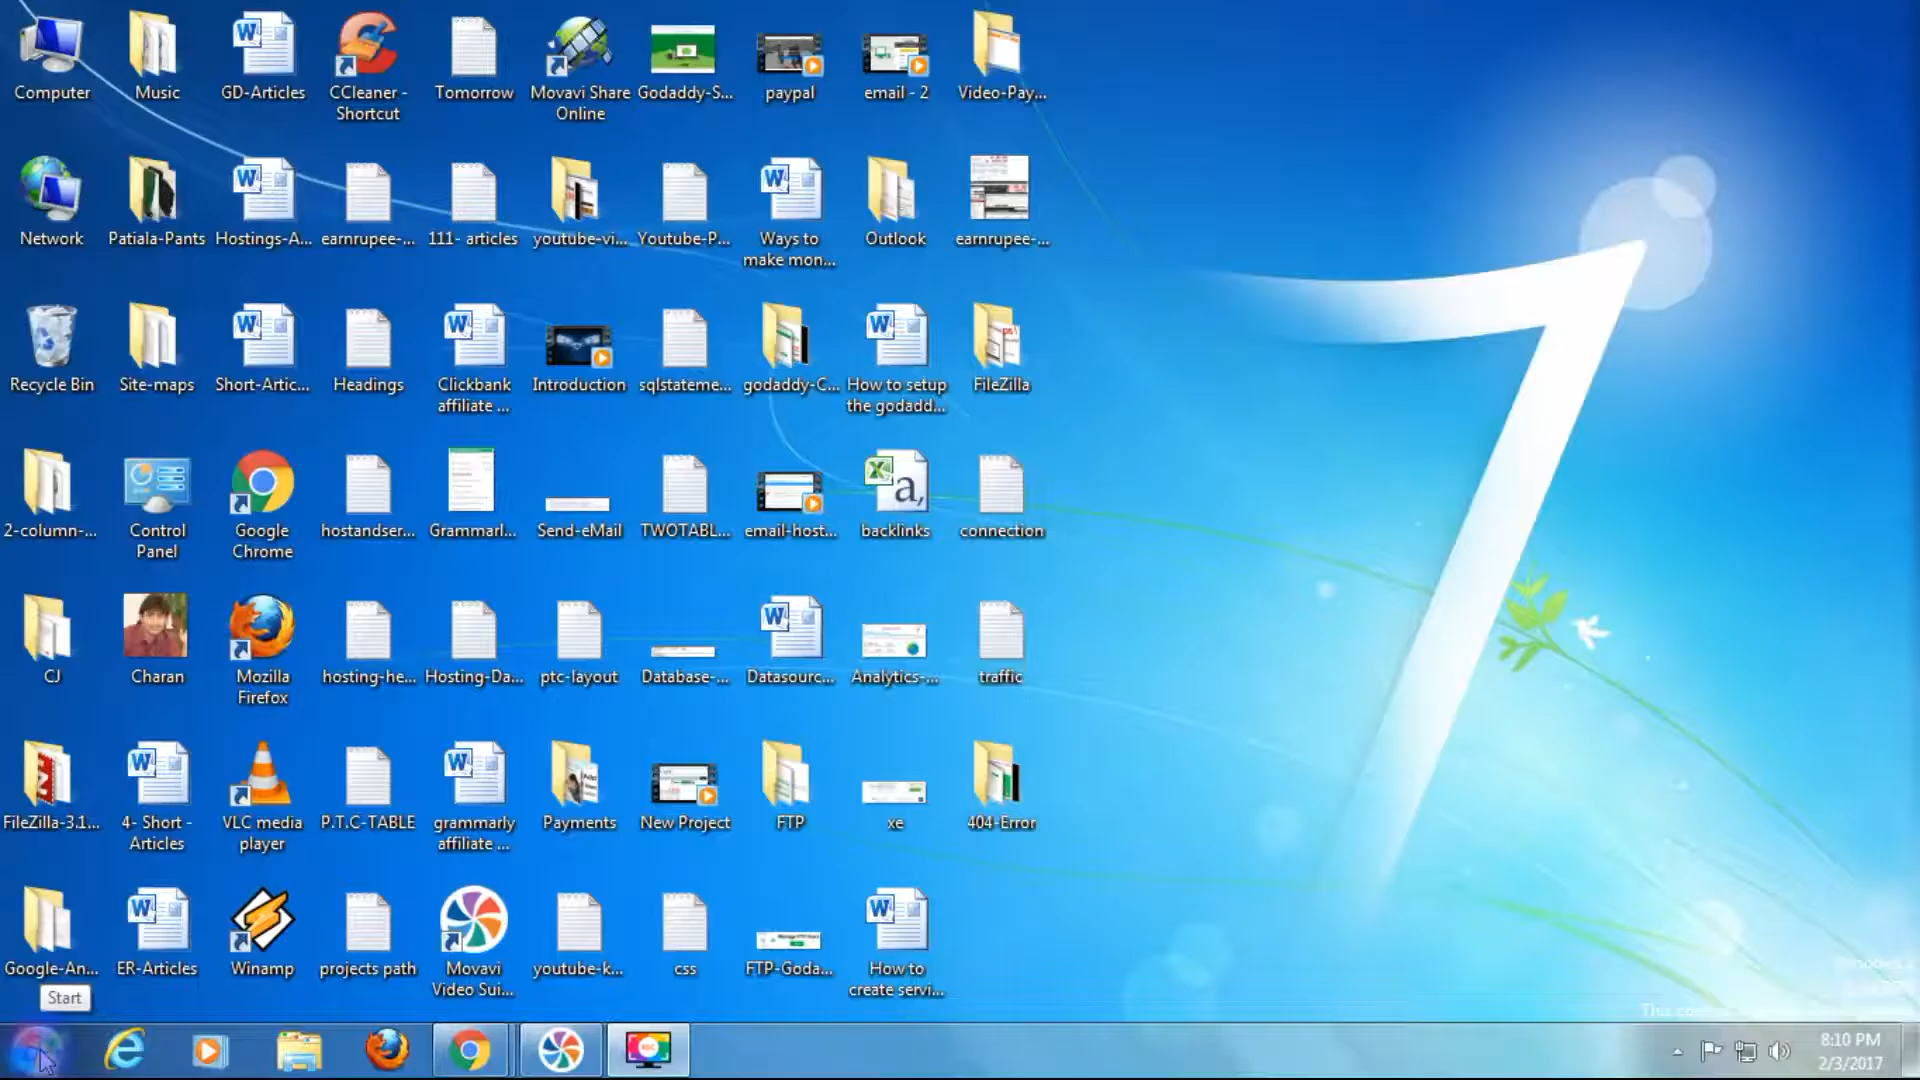 Computer
Music
GD-Articles
CCleaner -
Shortcut
Tomorrow
Movavi Share
Online
Godaddy-S...
paypal
email - 2
Video-Pay...
Network
Patiala-Pants
Hostings-A...
earnrupee-...
111- articles
youtube-vi...
Youtube-P...
Ways to
make mon...
Outlook
earnrupee-...
Recycle Bin
Site-maps
Short-Artic...
Headings
Clickbank
affiliate ...
Introduction
sqlstateme...
godaddy-C...
How to setup
the godadd...
FileZilla
2-column-...
Control
Panel
Google
Chrome
hostandser...
Grammarl...
Send-eMail
TWOTABL...
email-host...
backlinks
connection
CJ
Charan
Mozilla
Firefox
hosting-he...
Hosting-Da...
ptc-layout
Database-...
Datasourc...
Analytics-...
traffic
FileZilla-3.1...
4- Short -
Articles
VLC media
player
P.T.C-TABLE
grammarly
affiliate ...
Payments
New Project
FTP
xe
404-Error
Google-An...
ER-Articles
Winamp
projects path
Movavi
Video Sui...
youtube-k...
css
FTP-Goda...
How to
create servi...
Start
8:10 PM
2/3/2017